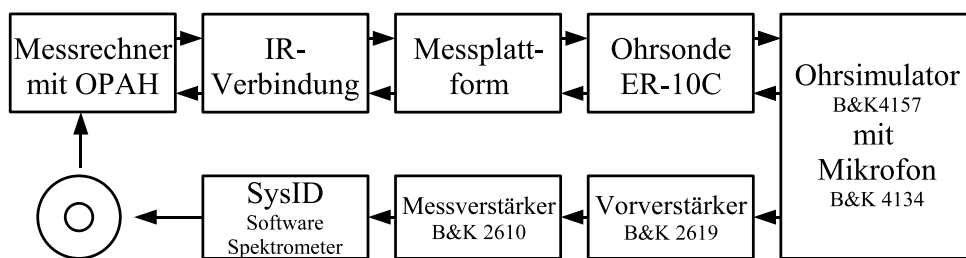 Messrechner
mit OPAH
IR-
Verbindung
Messplatt-
form
Ohrsonde
ER-10C
Ohrsimulator
B&K4157
mit
Mikrofon
B&K 4134
SysID
Software
Spektrometer
Messverstärker
B&K 2610
Vorverstärker
B&K 2619